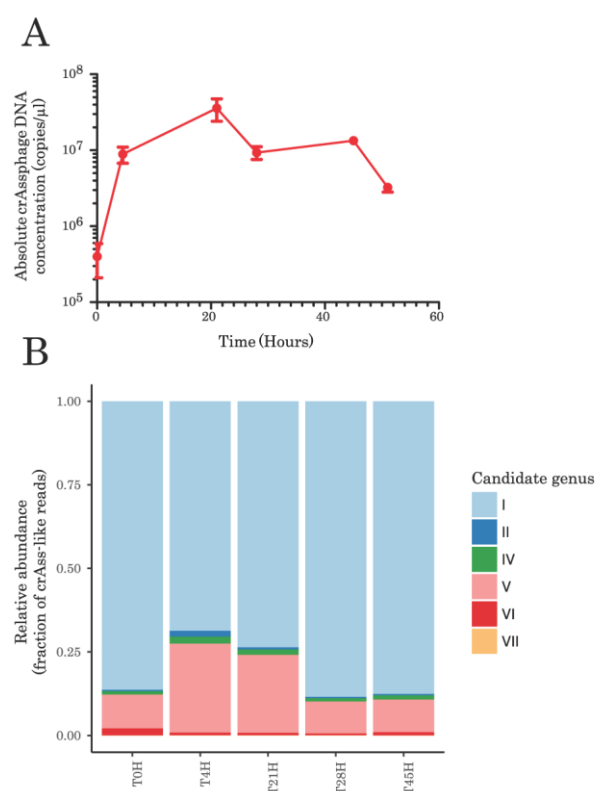 A
Absolute crAssphage DNA
concentration (copies/µl)
10⁸
10⁷
10⁶
10⁵
0
20
40
60
Time (Hours)
B
Relative abundance
(fraction of crAss-like reads)
1.00
0.75
0.50
0.25
0.00
T0H
T4H
T21H
T28H
T45H
Candidate genus
I
II
IV
V
VI
VII